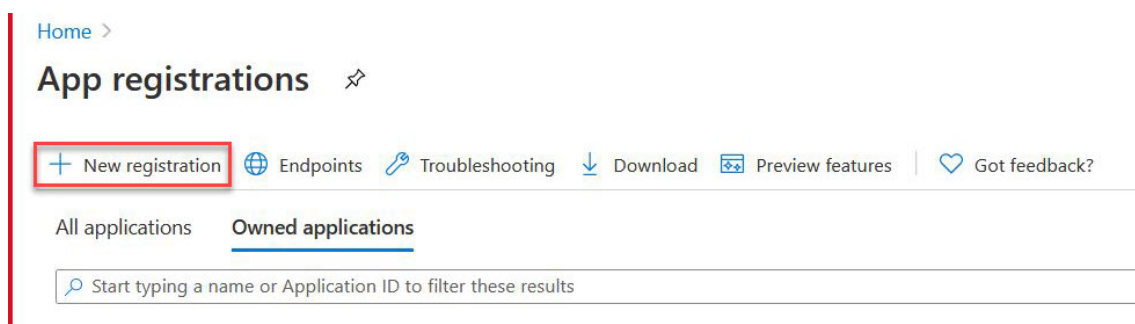 Home >
App registrations
New registration Endpoints Troubleshooting Download Preview features Got feedback?
All applications Owned applications
Start typing a name or Application ID to filter these results